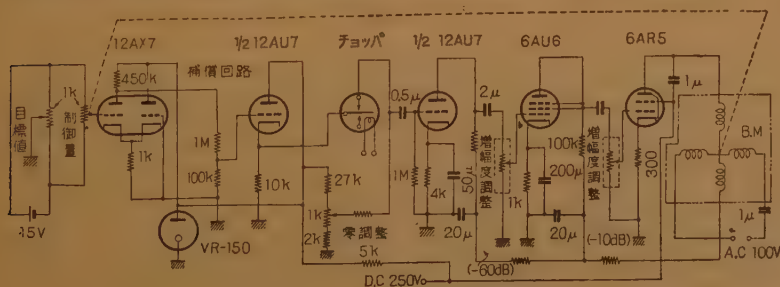 12AX7
1/2 12AU7
チョッパ
1/2 12AU7
6AU6
6AR5
補償回路
450k
1k
目標値
制御量
1k
1.5V
1M
100k
VR-150
10k
27k
1k
2k
零調整
5k
D.C 250V
0.5μ
1M
4k
50μ
20μ
2μ
増幅度調整
(-60dB)
1k
200μ
20μ
100k
増幅度調整
(-10dB)
300
1μ
B.M
1μ
A.C 100V